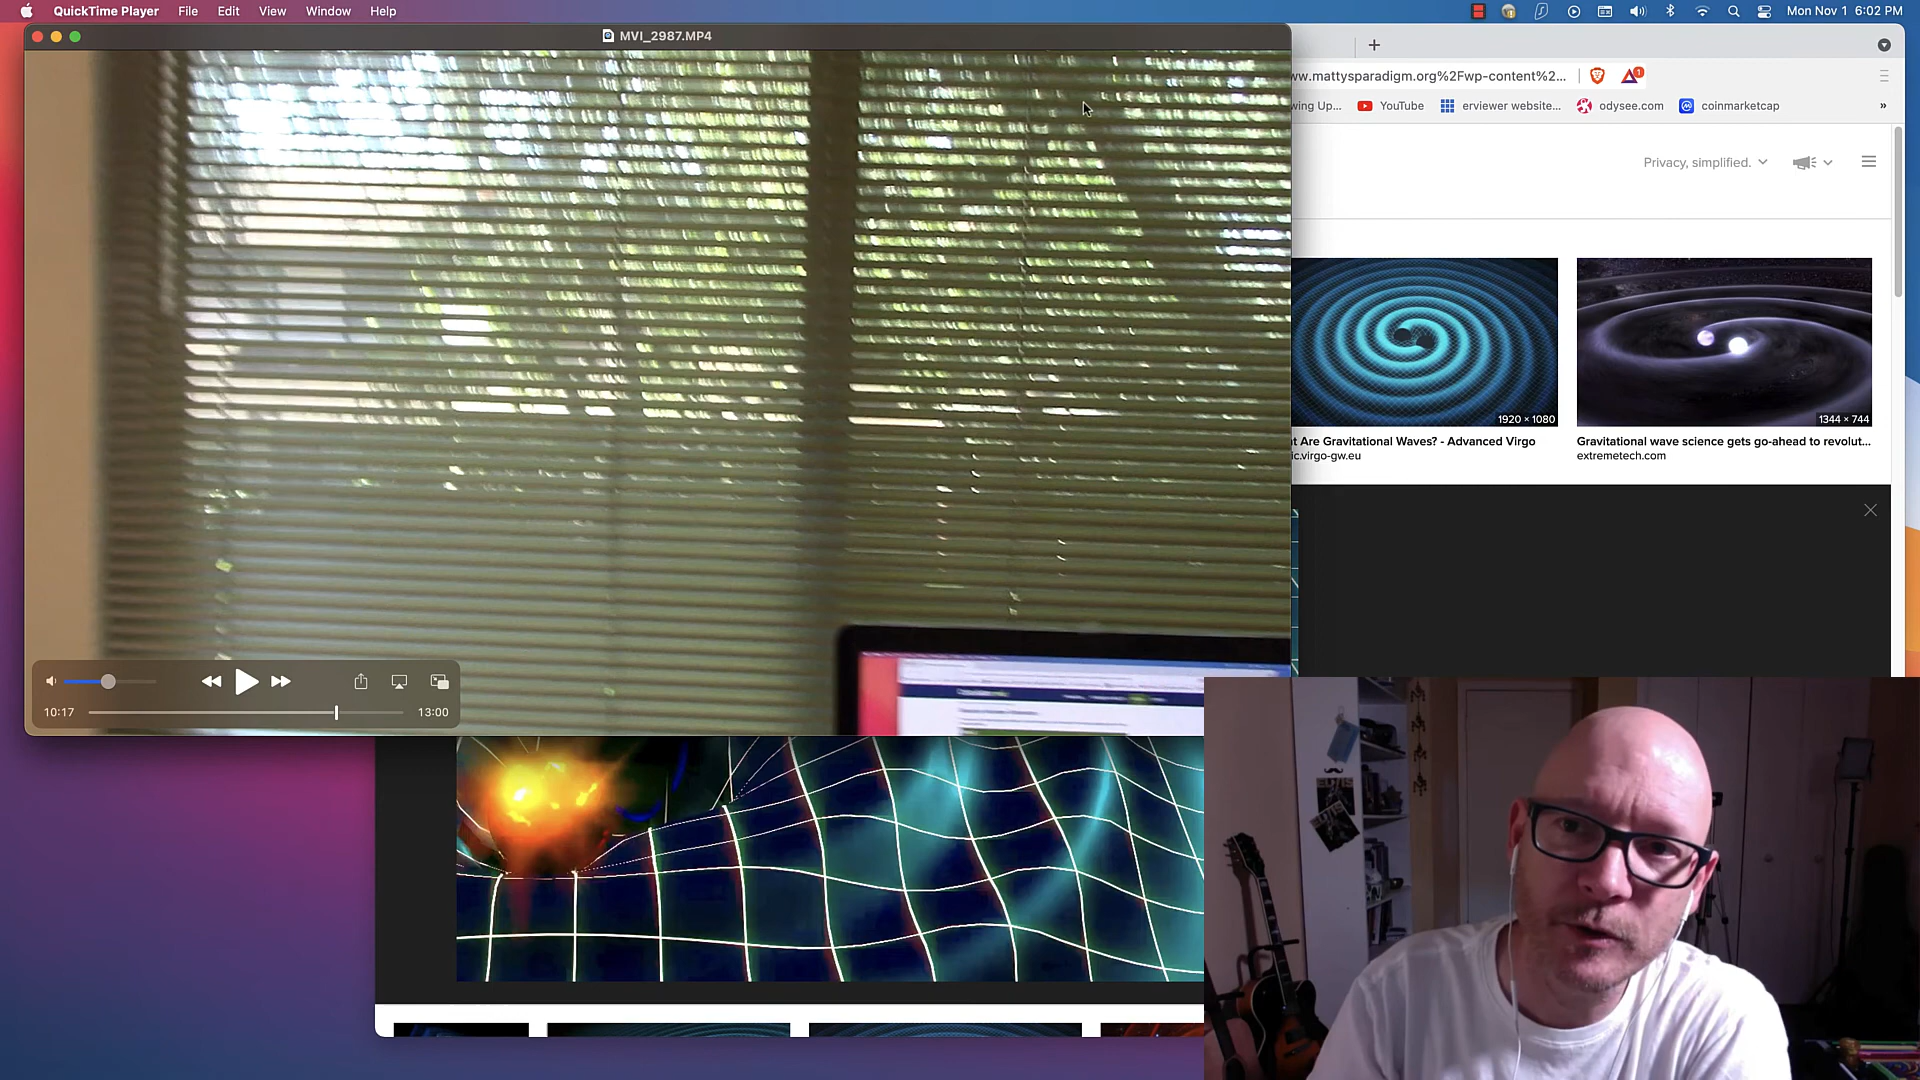 QuickTime Player File Edit View Window Help
Mon Nov 1 6:02 PM
MVI_2987.MP4
ww.mattysparadigm.org%2Fwp-content%2...
1
wing Up... YouTube erviewer website... odysee.com coinmarketcap »
Privacy, simplified.
1920 × 1080
1344 × 744
t Are Gravitational Waves? - Advanced Virgo
ic.virgo-gw.eu
Gravitational wave science gets go-ahead to revolut...
extremetech.com
10:17
13:00